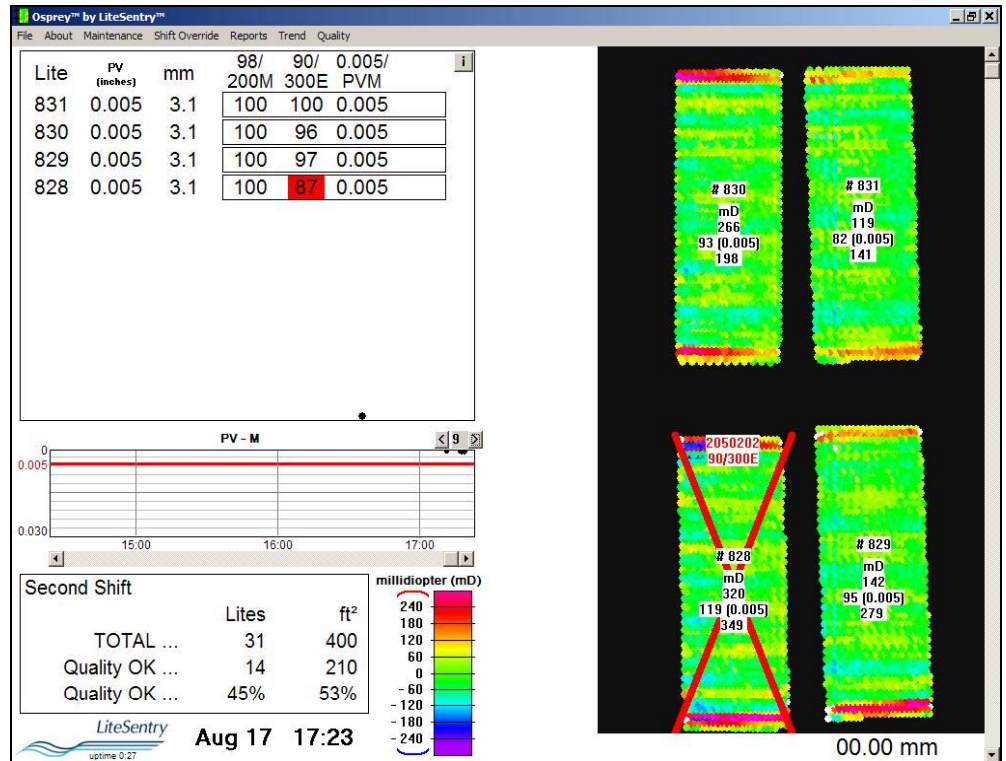 Osprey™ by LiteSentry™
File About Maintenance Shift Override Reports Trend Quality
Lite PV (inches) mm 98/200M 90/300E 0.005/PVM i
831 0.005 3.1 100 100 0.005
830 0.005 3.1 100 96 0.005
829 0.005 3.1 100 97 0.005
828 0.005 3.1 100 87 0.005
PV - M < 9 >
0
0.005
0.030
15:00 16:00 17:00
Second Shift
Lites ft²
TOTAL ... 31 400
Quality OK ... 14 210
Quality OK ... 45% 53%
LiteSentry
uptime 0:27
Aug 17 17:23
millidiopter (mD)
240
180
120
60
0
- 60
- 120
- 180
- 240
# 830
mD
266
93 (0.005)
198
# 831
mD
119
82 (0.005)
141
2050202
90/300E
# 828
mD
320
119 (0.005)
349
# 829
mD
142
95 (0.005)
279
00.00 mm